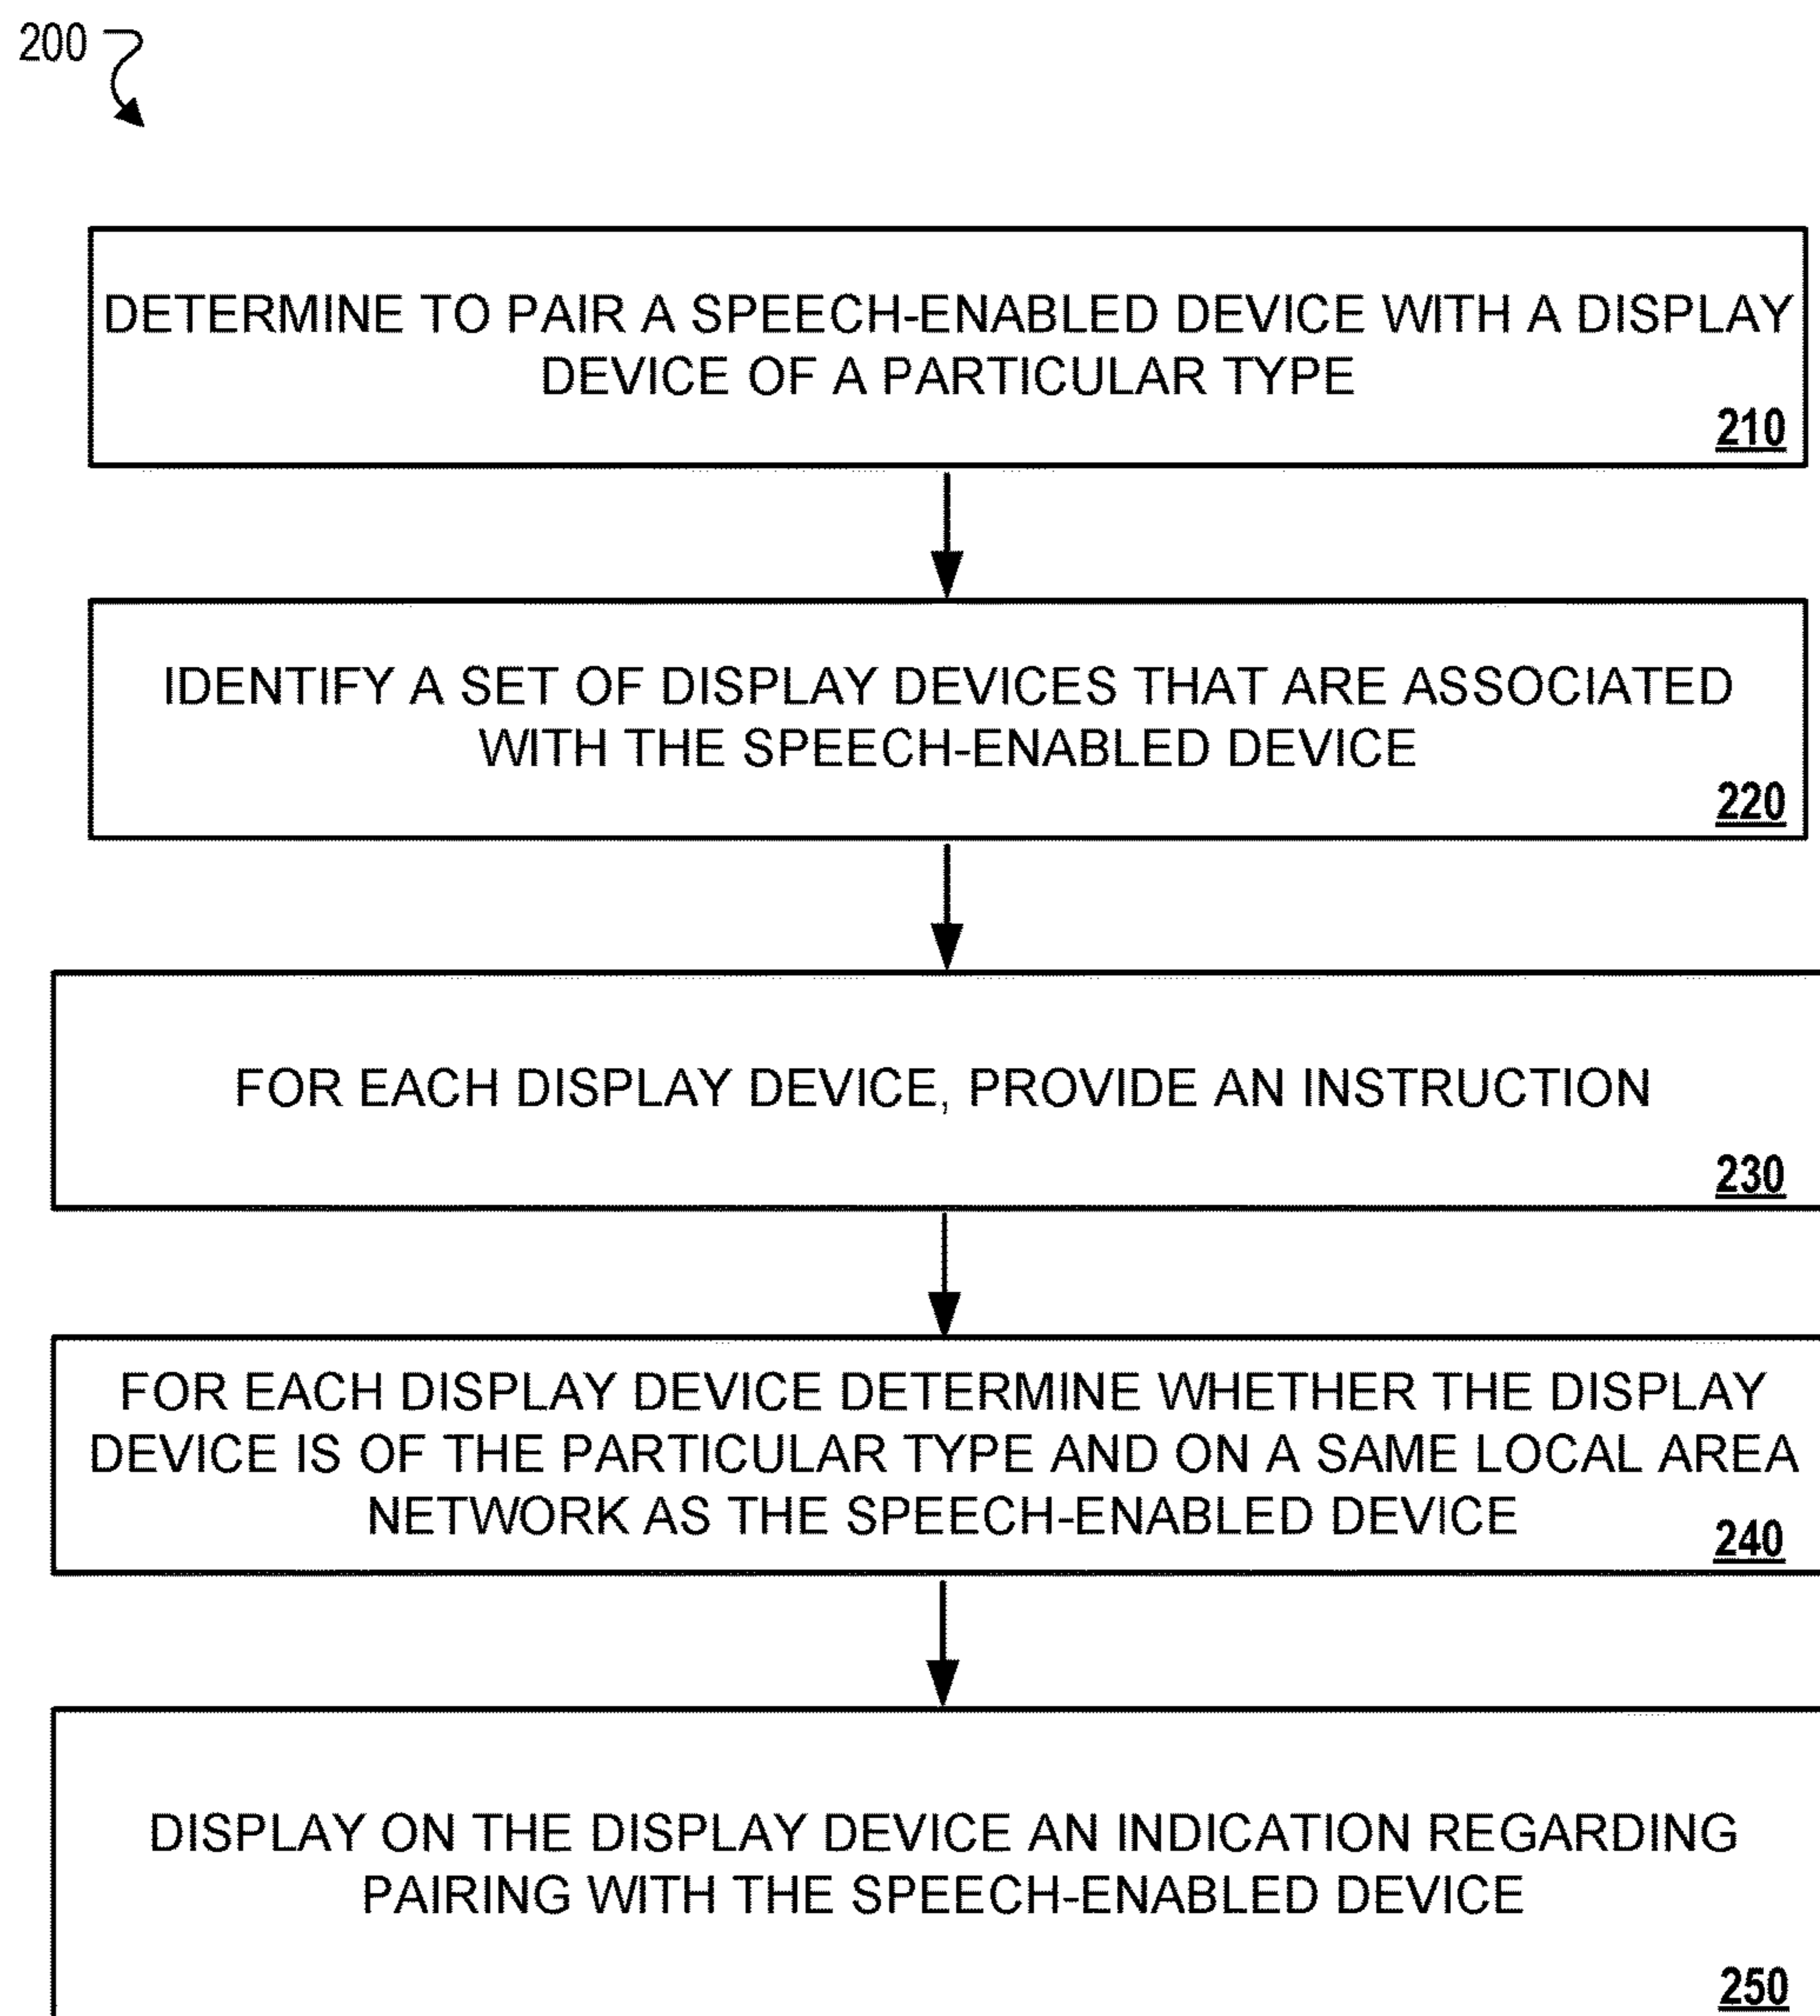 200
DETERMINE TO PAIR A SPEECH-ENABLED DEVICE WITH A DISPLAY
DEVICE OF A PARTICULAR TYPE
210
IDENTIFY A SET OF DISPLAY DEVICES THAT ARE ASSOCIATED
WITH THE SPEECH-ENABLED DEVICE
220
FOR EACH DISPLAY DEVICE, PROVIDE AN INSTRUCTION
230
FOR EACH DISPLAY DEVICE DETERMINE WHETHER THE DISPLAY
DEVICE IS OF THE PARTICULAR TYPE AND ON A SAME LOCAL AREA
NETWORK AS THE SPEECH-ENABLED DEVICE
240
DISPLAY ON THE DISPLAY DEVICE AN INDICATION REGARDING
PAIRING WITH THE SPEECH-ENABLED DEVICE
250